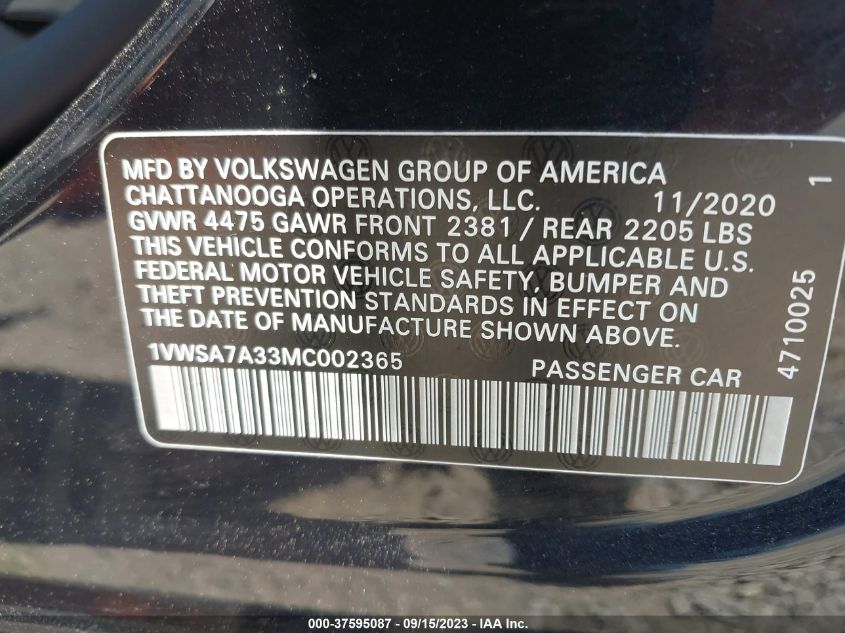 MFD BY VOLKSWAGEN GROUP OF AMERICA
CHATTANOOGA OPERATIONS, LLC. 11/2020
GVWR 4475 GAWR FRONT 2381 / REAR 2205 LBS
THIS VEHICLE CONFORMS TO ALL APPLICABLE U.S.
FEDERAL MOTOR VEHICLE SAFETY, BUMPER AND
THEFT PREVENTION STANDARDS IN EFFECT ON
THE DATE OF MANUFACTURE SHOWN ABOVE.
1VWSA7A33MC002365 PASSENGER CAR
4710025 1
000-37595087 - 09/15/2023 - IAA Inc.